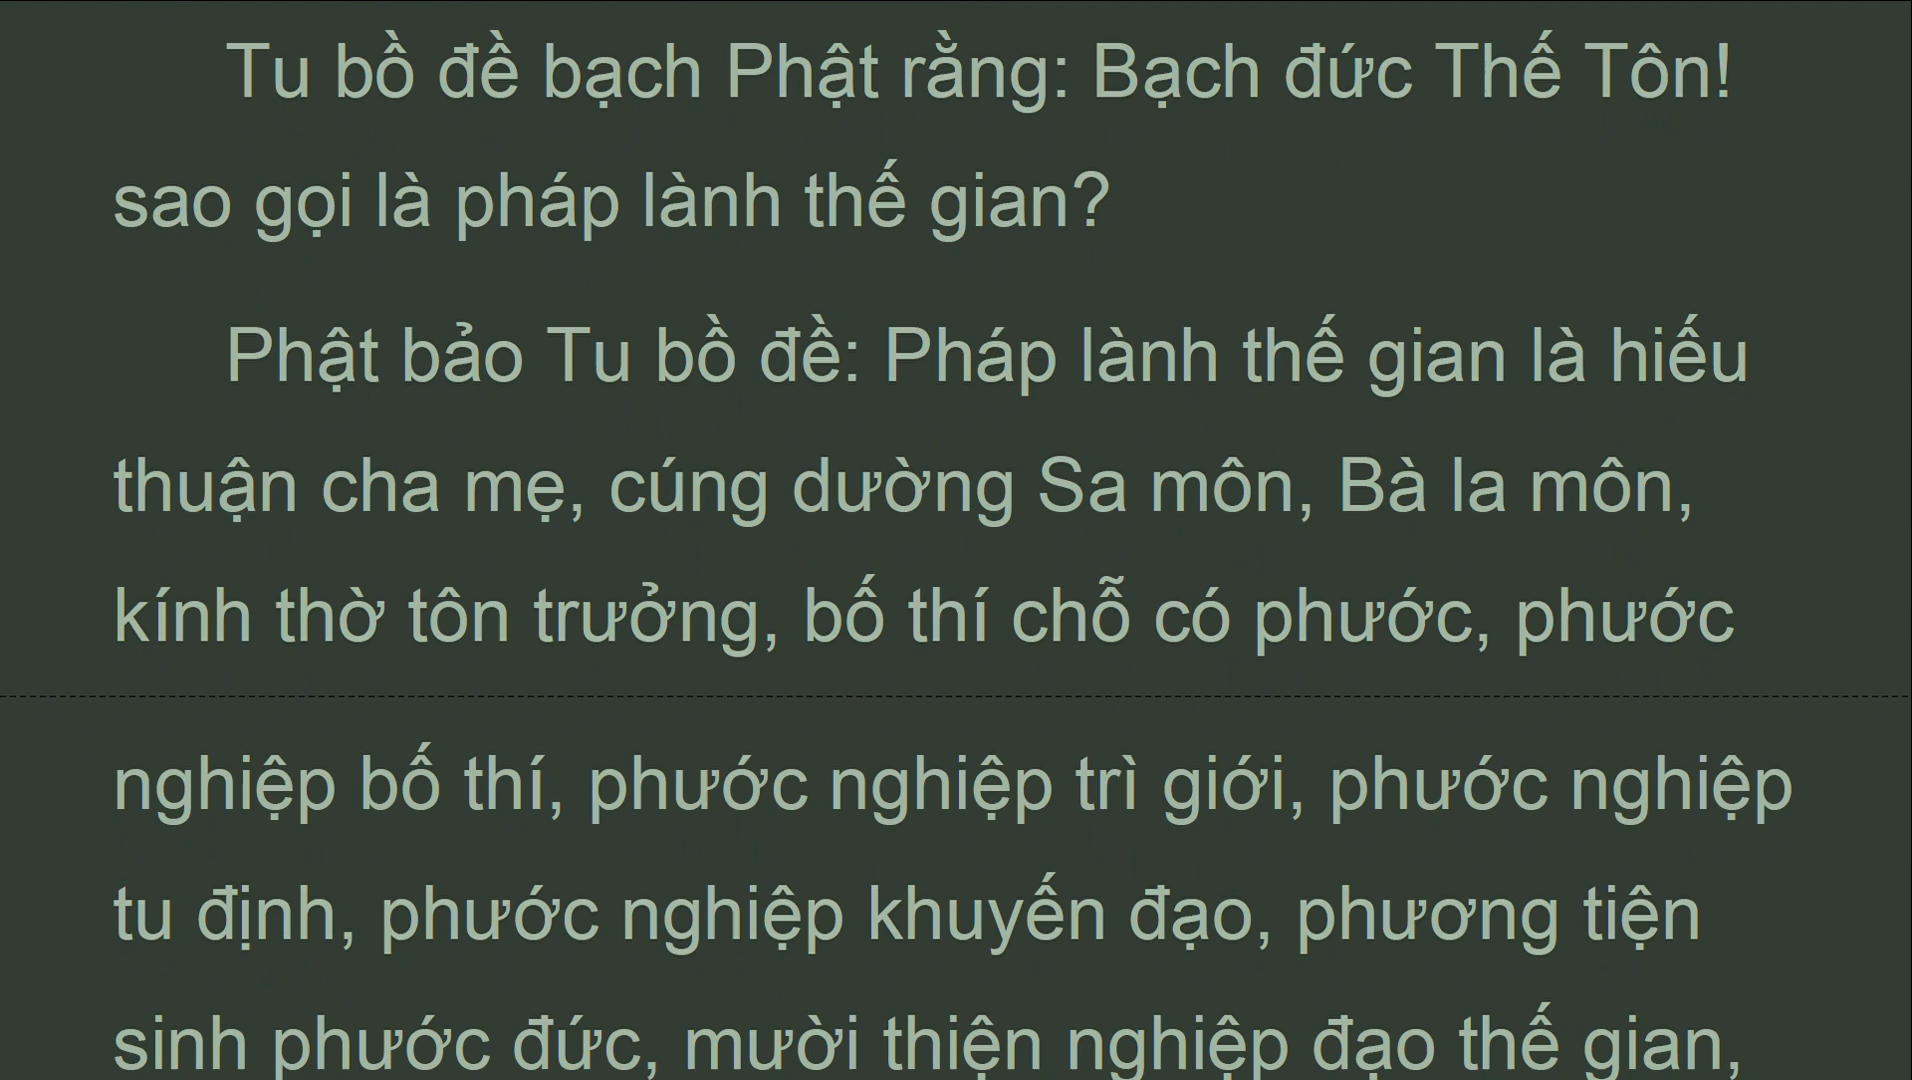 Tu bồ đề bạch Phật rằng: Bạch đức Thế Tôn!
sao gọi là pháp lành thế gian?
Phật bảo Tu bồ đề: Pháp lành thế gian là hiếu
thuận cha mẹ, cúng dường Sa môn, Bà la môn,
kính thờ tôn trưởng, bố thí chỗ có phước, phước
nghiệp bố thí, phước nghiệp trì giới, phước nghiệp
tu định, phước nghiệp khuyến đạo, phương tiện
sinh phước đức, mười thiện nghiệp đạo thế gian,